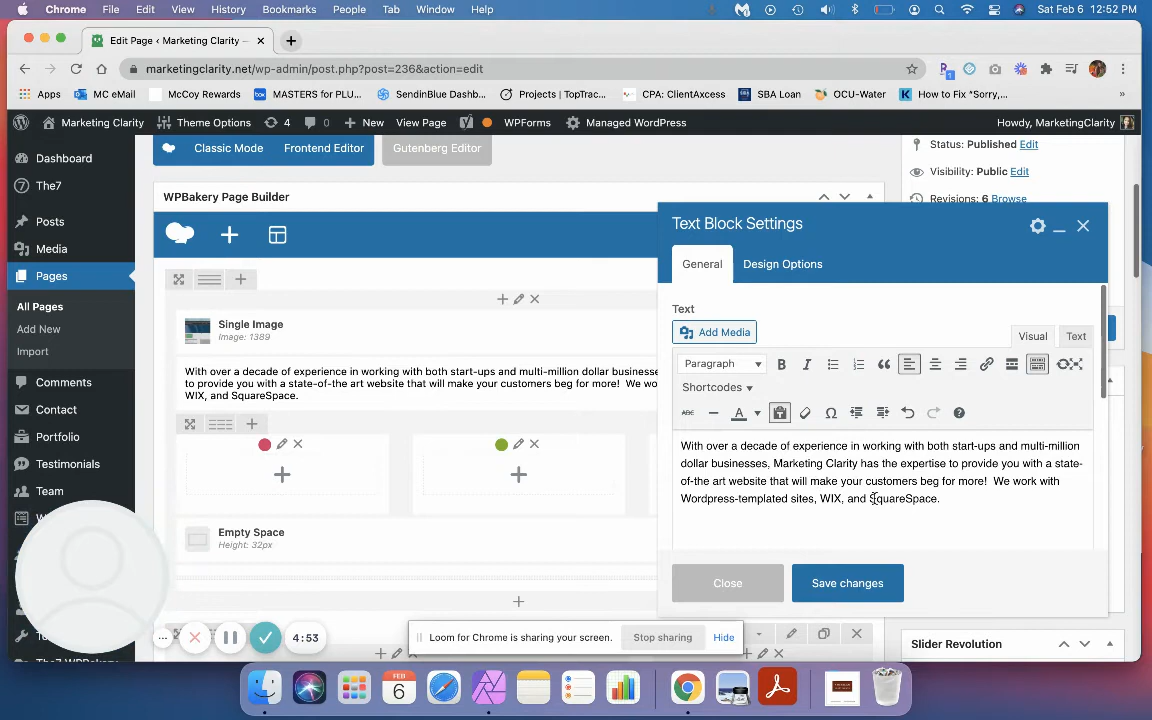 Chrome File Edit View History Bookmarks People Tab Window Help Sat Feb 6 12:52 PM
Edit Page ‹ Marketing Clarity —
marketingclarity.net/wp-admin/post.php?post=236&action=edit
Apps MC eMail McCoy Rewards MASTERS for PLU... SendinBlue Dashb... Projects | TopTrac... CPA: ClientAxcess SBA Loan OCU-Water How to Fix "Sorry,... »
Marketing Clarity Theme Options 4 0 New View Page WPForms Managed WordPress Howdy, MarketingClarity
Dashboard
The7
Posts
Media
Pages
All Pages
Add New
Import
Comments
Contact
Portfolio
Testimonials
Team
Classic Mode Frontend Editor Gutenberg Editor
Status: Published Edit
Visibility: Public Edit
Revisions: 6 Browse
WPBakery Page Builder
Single Image
Image: 1389
With over a decade of experience in working with both start-ups and multi-million dollar businesse
to provide you with a state-of-the art website that will make your customers beg for more! We wo
WIX, and SquareSpace.
Empty Space
Height: 32px
Text Block Settings
General Design Options
Text
Add Media
Visual Text
Paragraph B I
Shortcodes
ABC A Ω
With over a decade of experience in working with both start-ups and multi-million
dollar businesses, Marketing Clarity has the expertise to provide you with a state-
of-the art website that will make your customers beg for more! We work with
Wordpress-templated sites, WIX, and SquareSpace.
Close Save changes
4:53
Loom for Chrome is sharing your screen. Stop sharing Hide
Slider Revolution
FEB
6